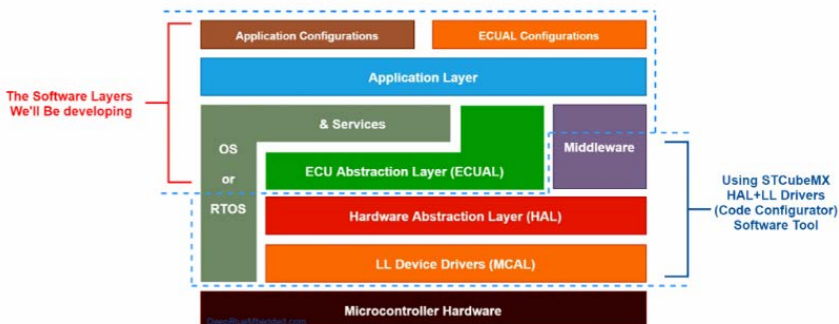 Application Configurations
ECUAL Configurations
Application Layer
The Software Layers
We'll Be developing
& Services
OS
or
RTOS
Middleware
ECU Abstraction Layer (ECUAL)
Hardware Abstraction Layer (HAL)
LL Device Drivers (MCAL)
Using STCubeMX
HAL+LL Drivers
(Code Configurator)
Software Tool
Microcontroller Hardware
DeepBlueMbedded.com